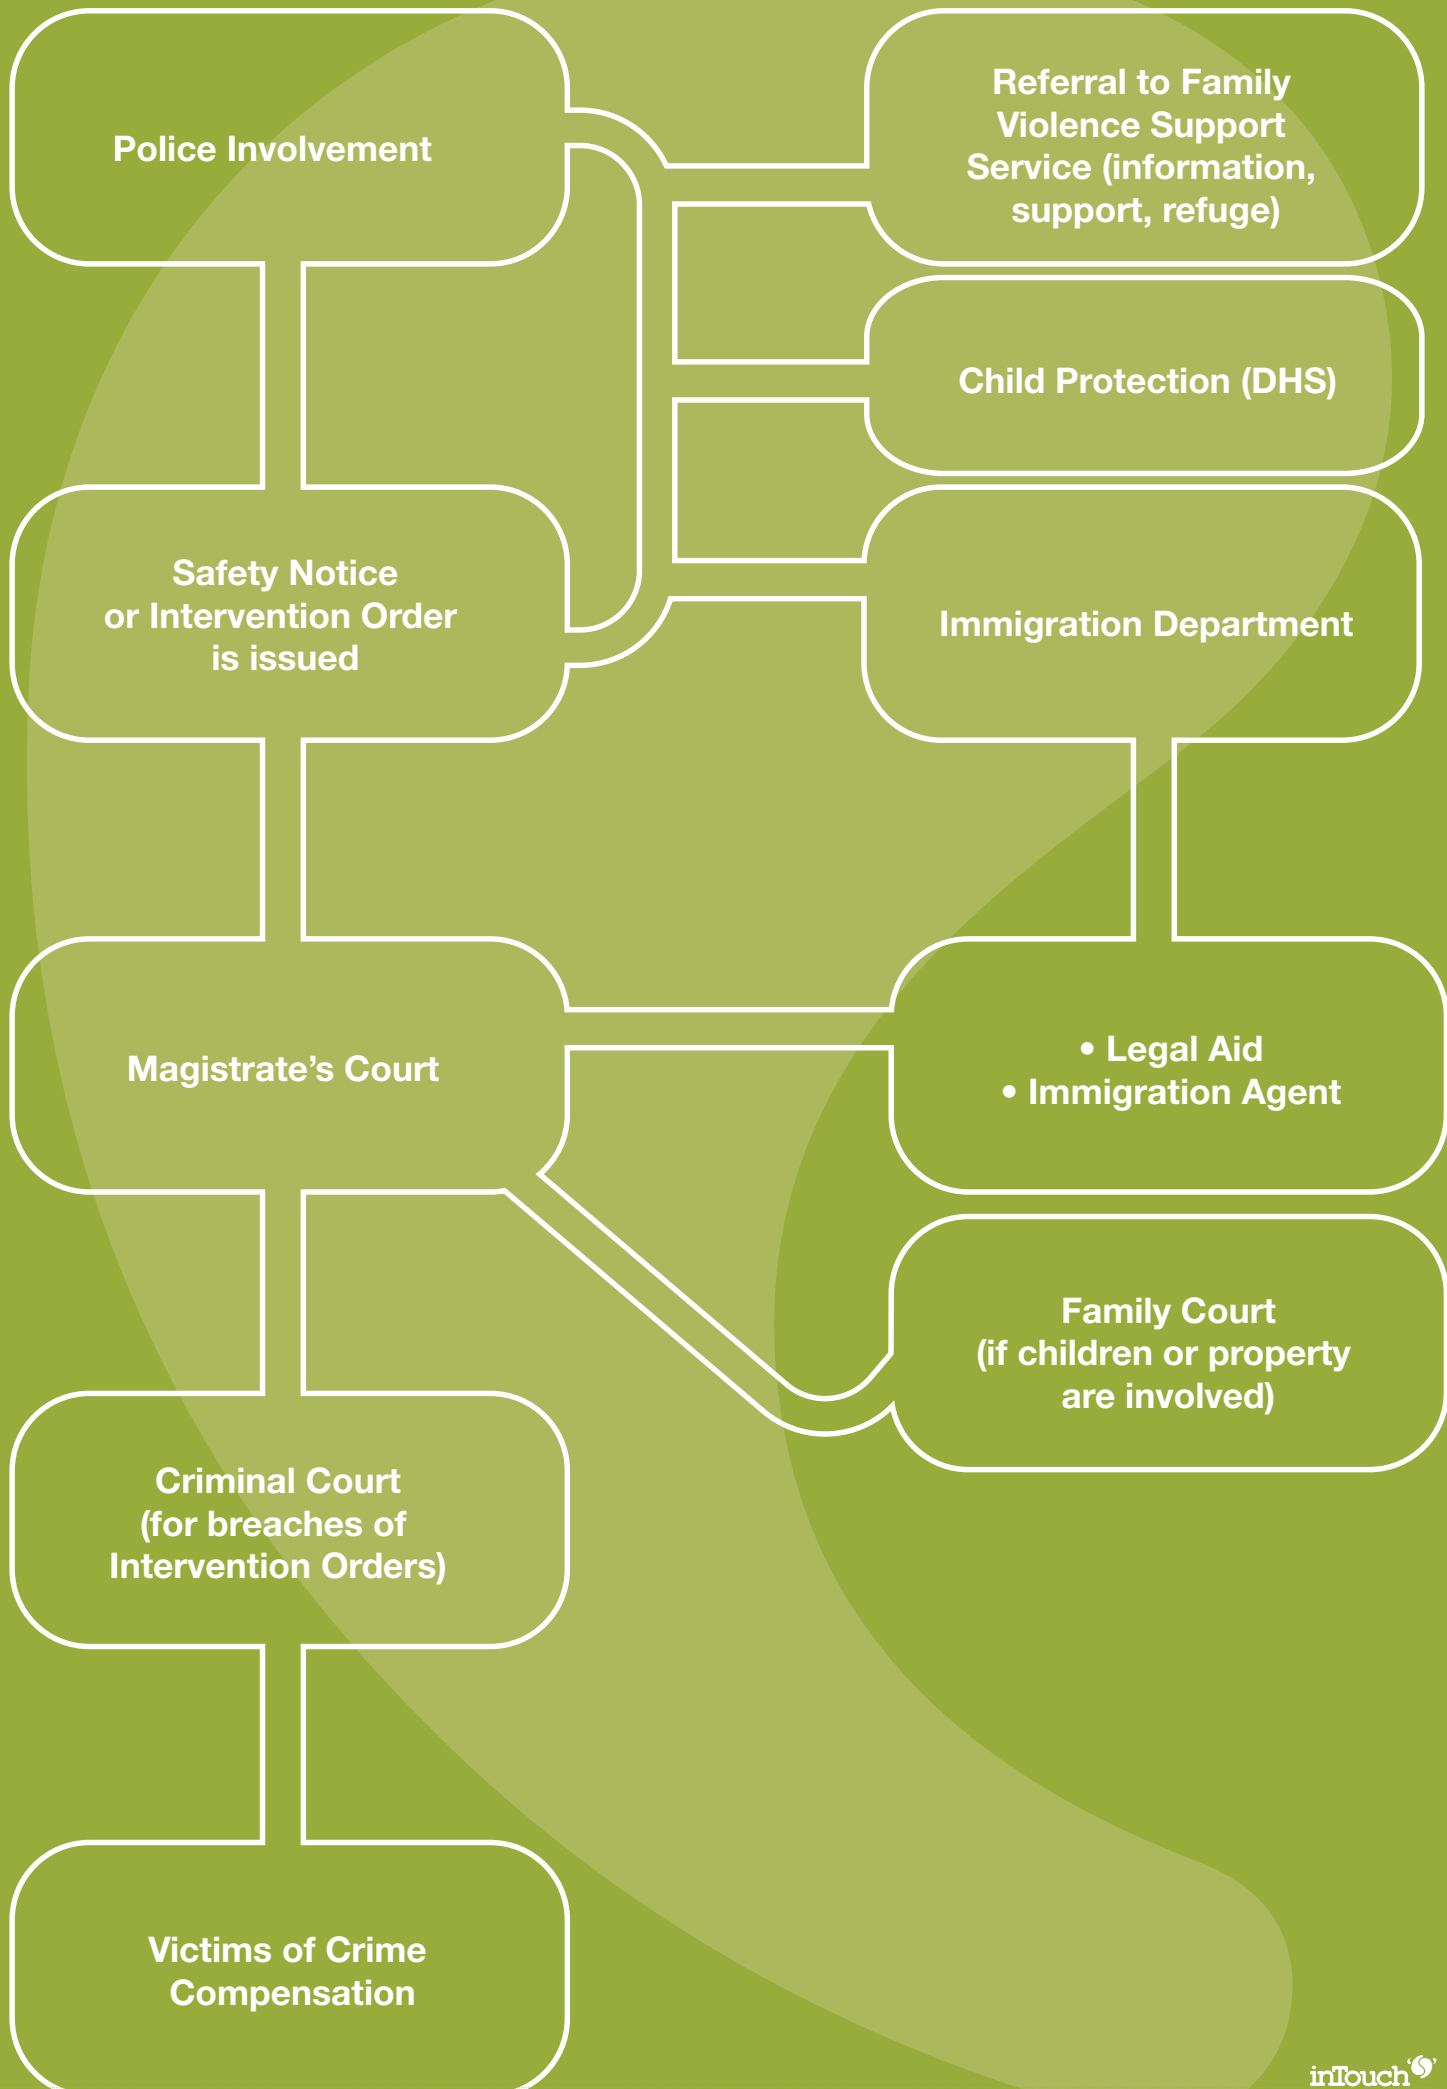 Police Involvement
Referral to Family
Violence Support
Service (information,
support, refuge)
Child Protection (DHS)
Safety Notice
or Intervention Order
is issued
Immigration Department
Magistrate’s Court
• Legal Aid
• Immigration Agent
Family Court
(if children or property
are involved)
Criminal Court
(for breaches of
Intervention Orders)
Victims of Crime
Compensation
inTouch